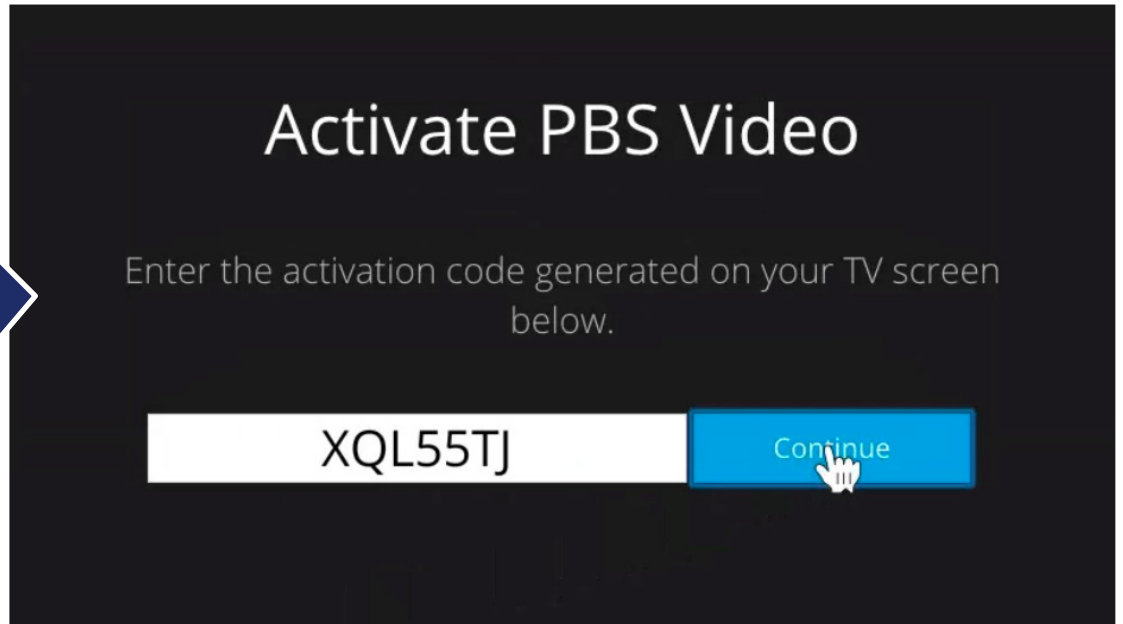 Activate PBS Video
Enter the activation code generated on your TV screen
below.
XQL55TJ
Continue